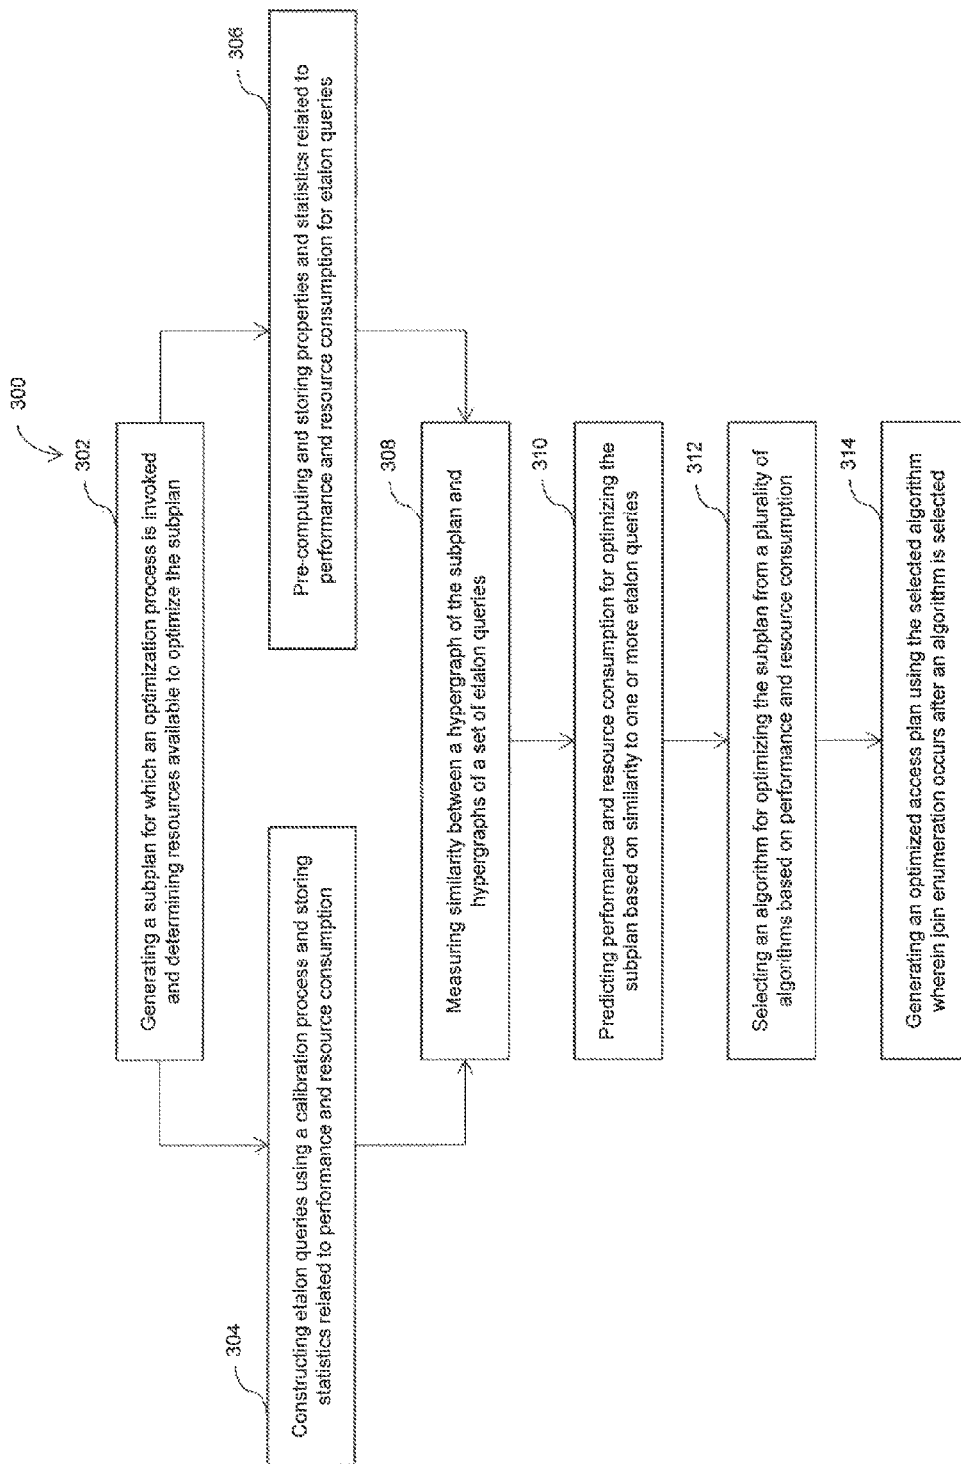 300
302
Generating a subplan for which an optimization process is invoked
and determining resources available to optimize the subplan
304
Constructing etalon queries using a calibration process and storing
statistics related to performance and resource consumption
306
Pre-computing and storing properties and statistics related to
performance and resource consumption for etalon queries
308
Measuring similarity between a hypergraph of the subplan and
hypergraphs of a set of etalon queries
310
Predicting performance and resource consumption for optimizing the
subplan based on similarity to one or more etalon queries
312
Selecting an algorithm for optimizing the subplan from a plurality of
algorithms based on performance and resource consumption
314
Generating an optimized access plan using the selected algorithm
wherein join enumeration occurs after an algorithm is selected